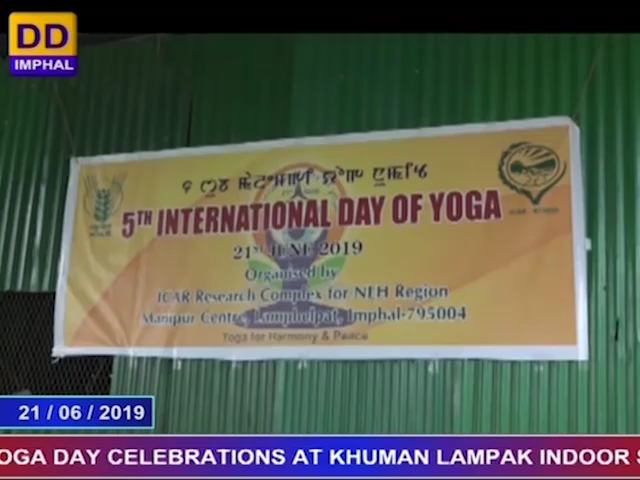 DD
IMPHAL
5TH INTERNATIONAL DAY OF YOGA
21ST JUNE 2019
Organised by
ICAR Research Complex for NEH Region
Manipur Centre, Lamphelpat, Imphal-795004
Yoga for Harmony & Peace
21 / 06 / 2019
OGA DAY CELEBRATIONS AT KHUMAN LAMPAK INDOOR S